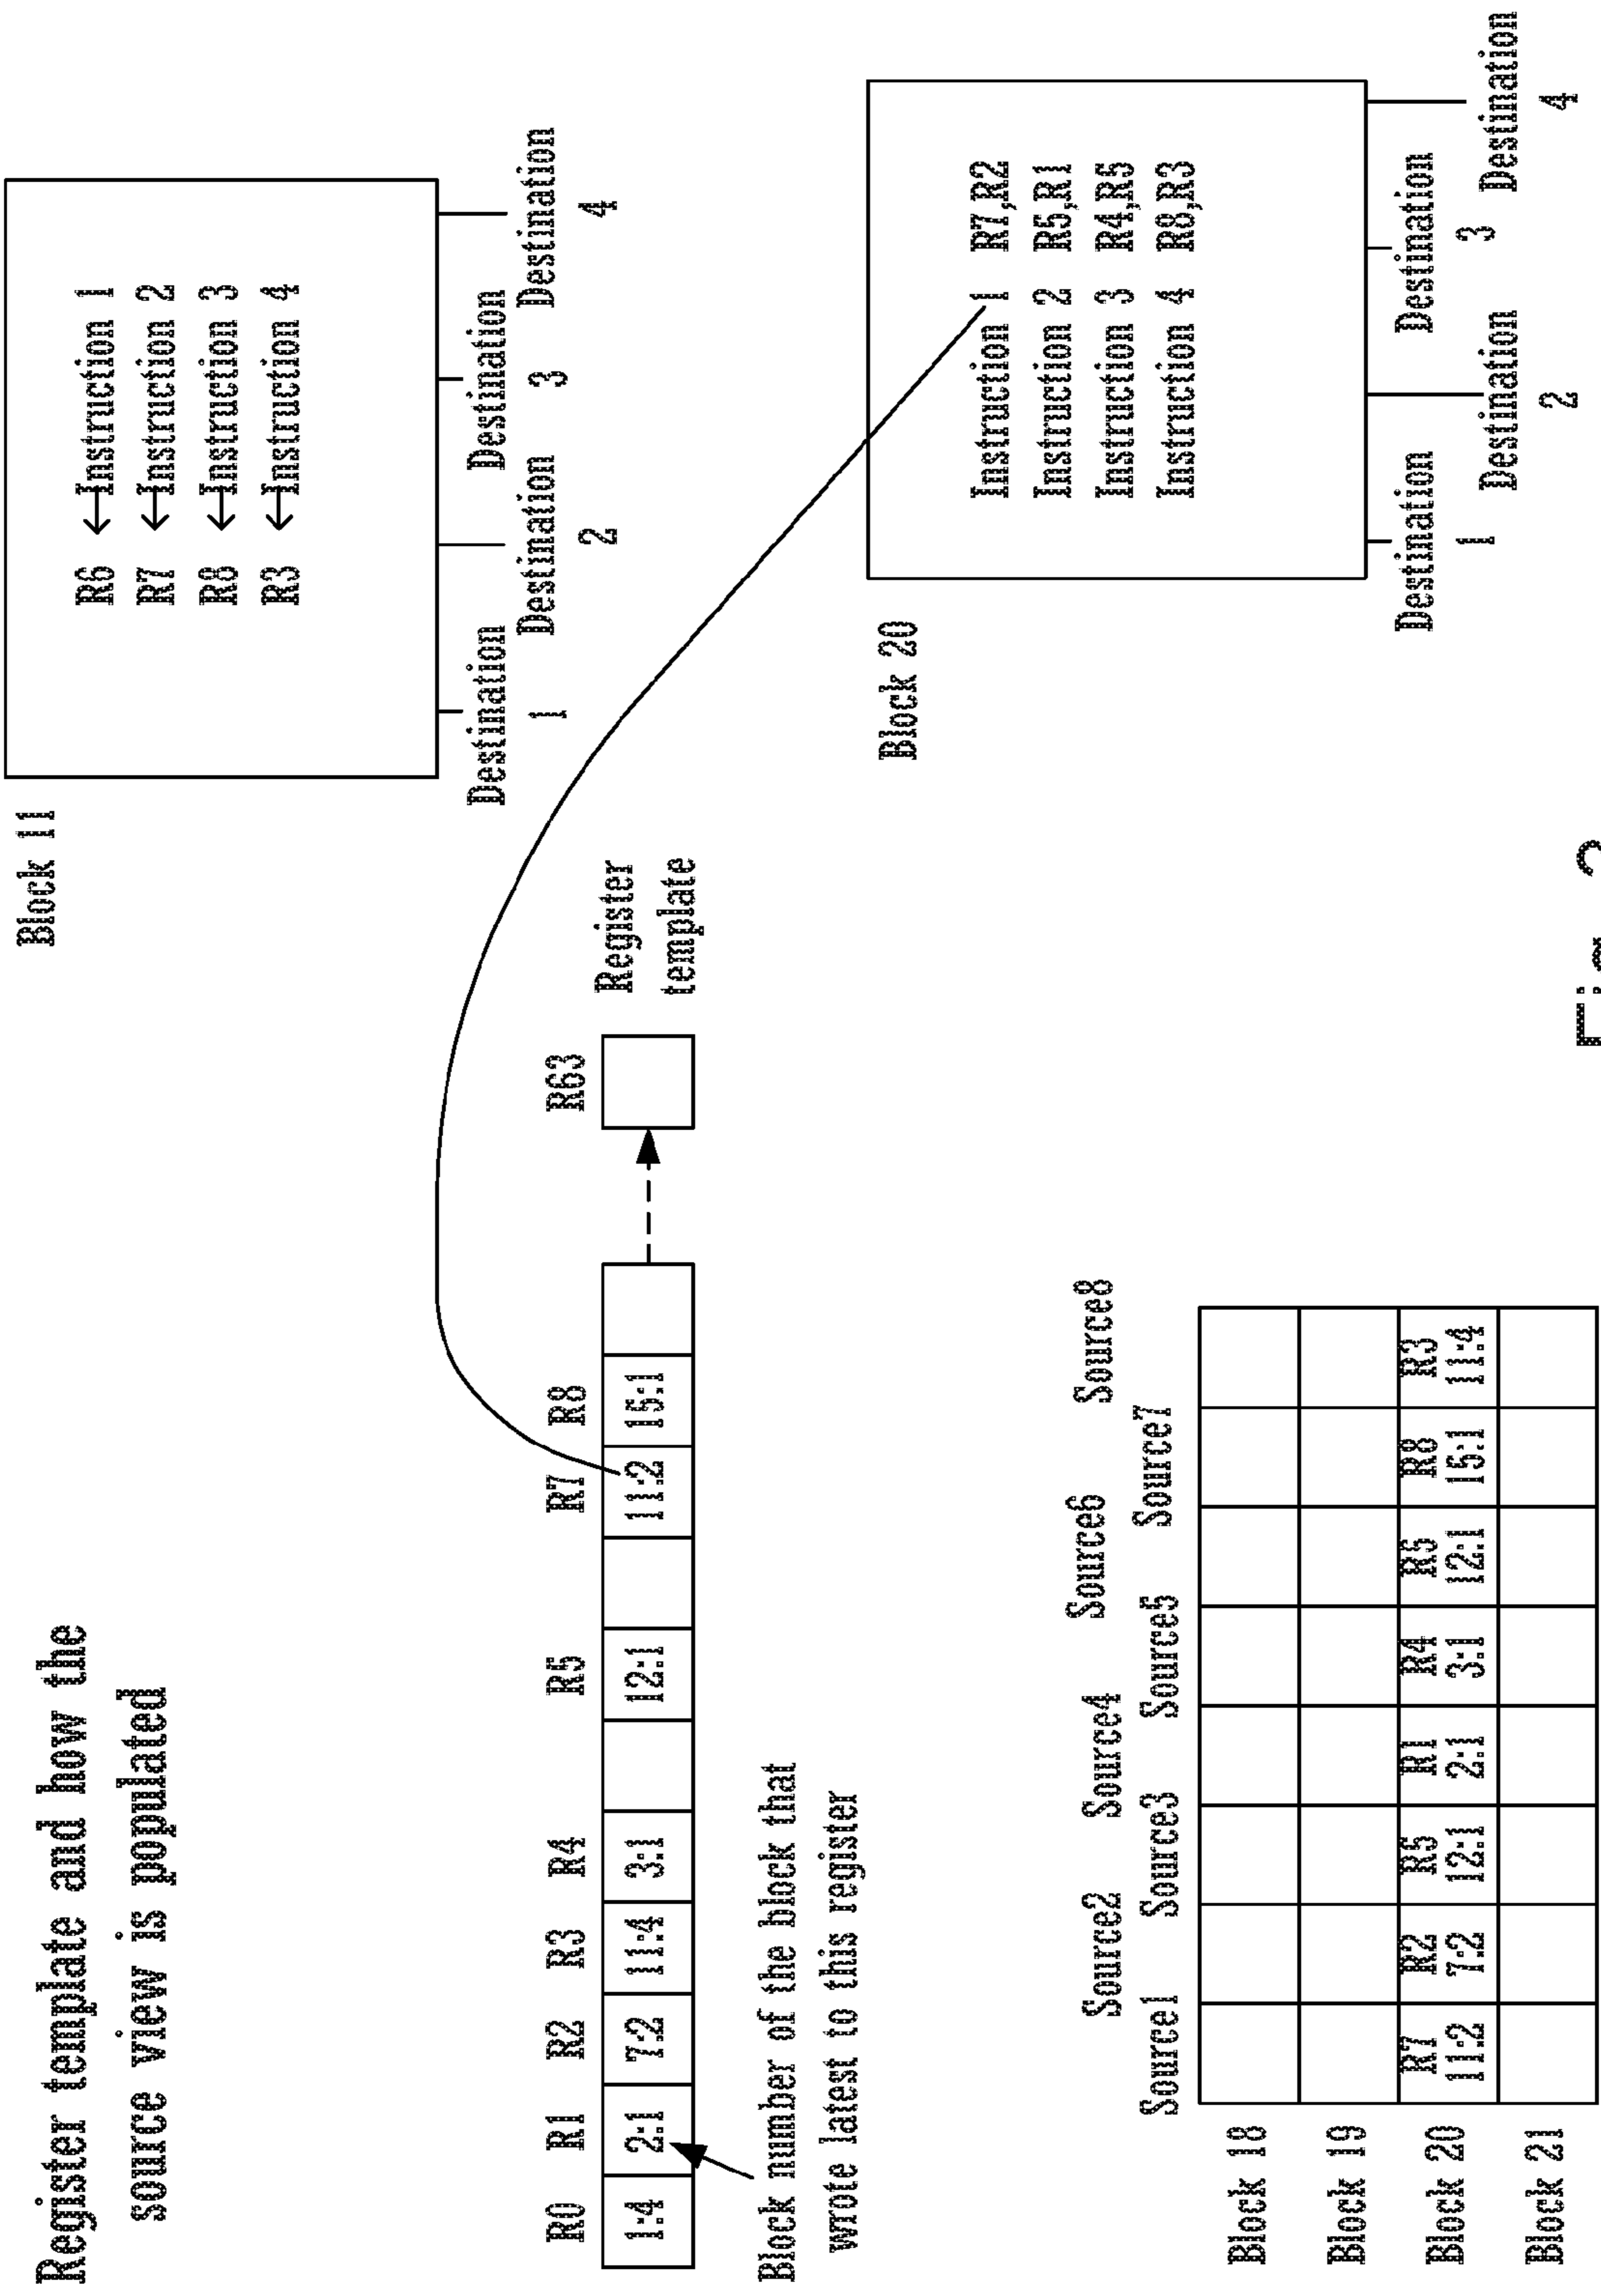 Register template and how the
source view is populated
Block 11
R6 Instruction 1
R7 Instruction 2
R8 Instruction 3
R3 Instruction 4
Destination
1
Destination
2
Destination
3
Destination
4
R0 R1 R2 R3 R4 R5 R7 R8 R63
1:4 2:1 7:2 11:4 3:1 12:1 11:2 15:1
Register
template
Block number of the block that
wrote latest to this register
Block 20
Instruction 1 R7,R2
Instruction 2 R5,R1
Instruction 3 R4,R5
Instruction 4 R8,R3
Destination
1
Destination
2
Destination
3
Destination
4
Source1 Source2 Source3 Source4 Source5 Source6 Source7 Source8
Block 18
Block 19
Block 20 R7 R2 R5 R1 R4 R5 R8 R3
11:2 7:2 12:1 2:1 3:1 12:1 15:1 11:4
Block 21